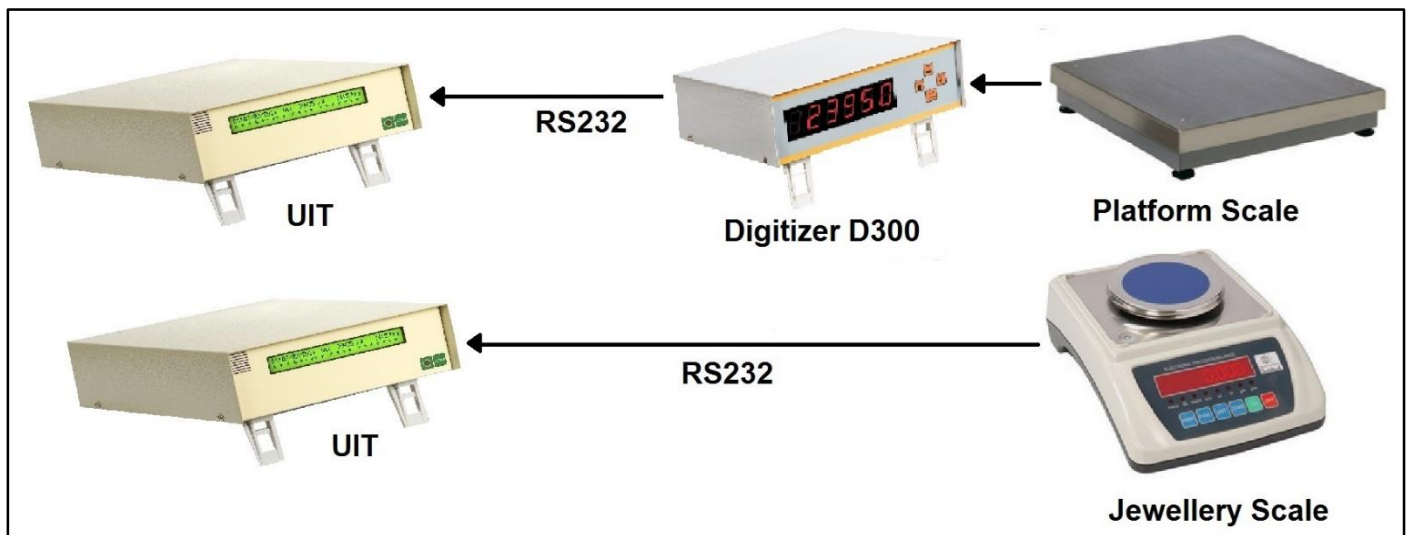 23950
RS232
UIT
Digitizer D300
Platform Scale
RS232
UIT
Jewellery Scale